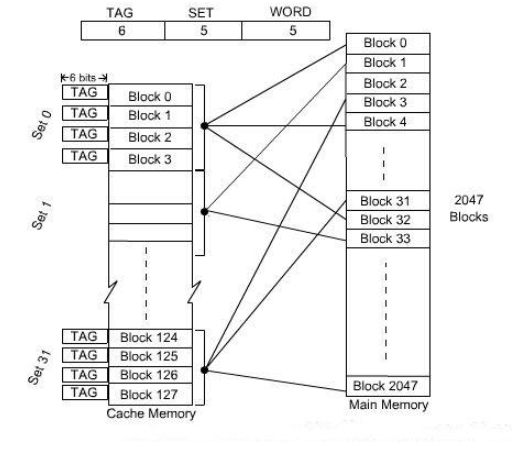 TAG SET WORD
6 5 5
6 bits
TAG Block 0
TAG Block 1
TAG Block 2
TAG Block 3
Set 0
Set 1
TAG Block 124
TAG Block 125
TAG Block 126
TAG Block 127
Set 31
Cache Memory
Block 0
Block 1
Block 2
Block 3
Block 4
Block 31
Block 32
Block 33
Block 2047
Main Memory
2047
Blocks